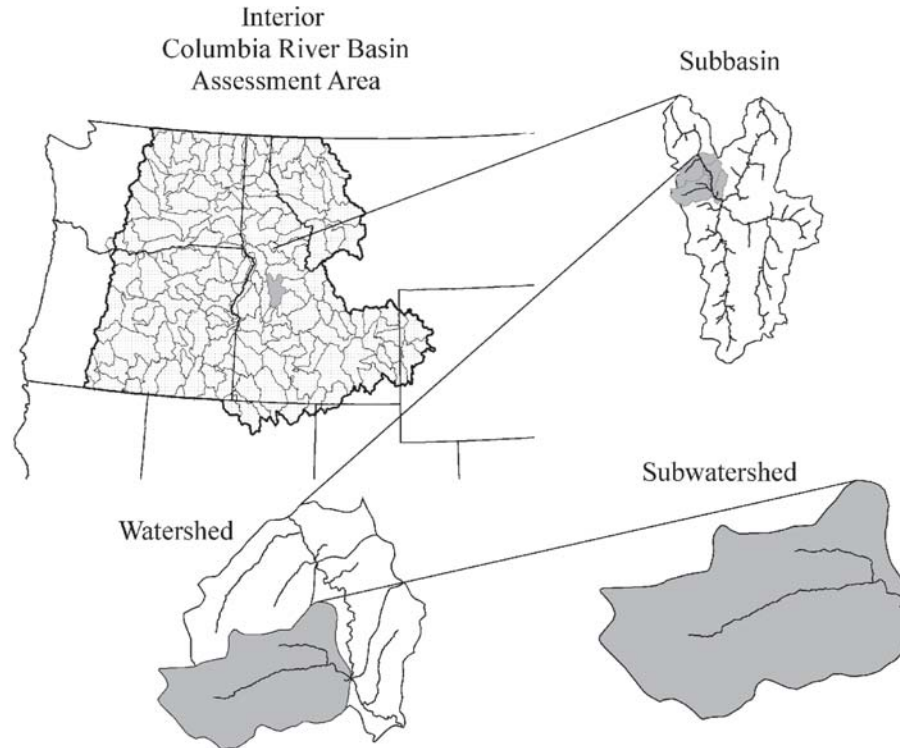 Interior
Columbia River Basin
Assessment Area
Subbasin
Watershed
Subwatershed